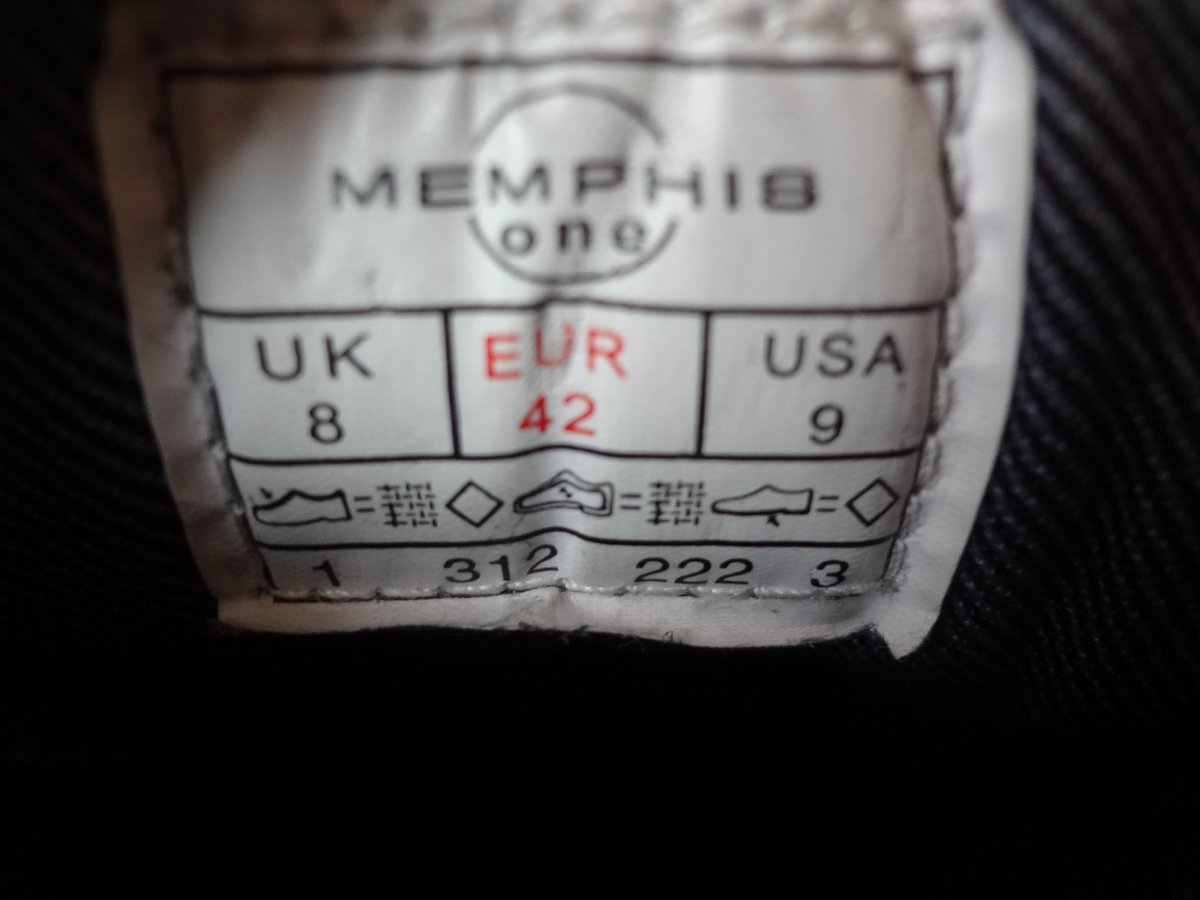 MEMPHIS
one
UK EUR USA
8 42 9
1 312 222 3